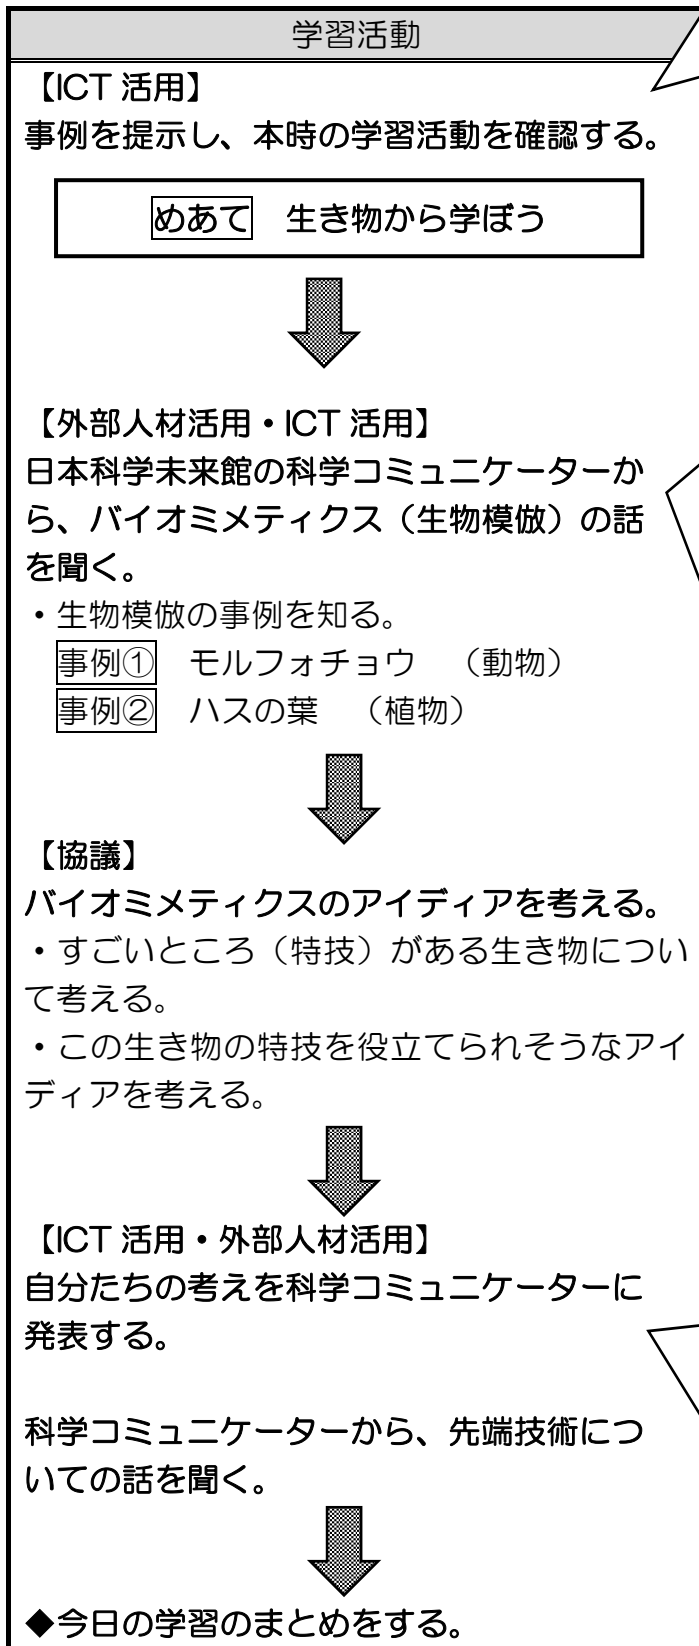 学習活動
【ICT 活用】
事例を提示し、本時の学習活動を確認する。
めあて　生き物から学ぼう
【外部人材活用・ICT 活用】
日本科学未来館の科学コミュニケーターか
ら、バイオミメティクス（生物模倣）の話
を聞く。
・生物模倣の事例を知る。
事例①　モルフォチョウ　（動物）
事例②　ハスの葉　（植物）
【協議】
バイオミメティクスのアイディアを考える。
・すごいところ（特技）がある生き物につい
て考える。
・この生き物の特技を役立てられそうなアイ
ディアを考える。
【ICT 活用・外部人材活用】
自分たちの考えを科学コミュニケーターに
発表する。
科学コミュニケーターから、先端技術につ
いての話を聞く。
◆今日の学習のまとめをする。